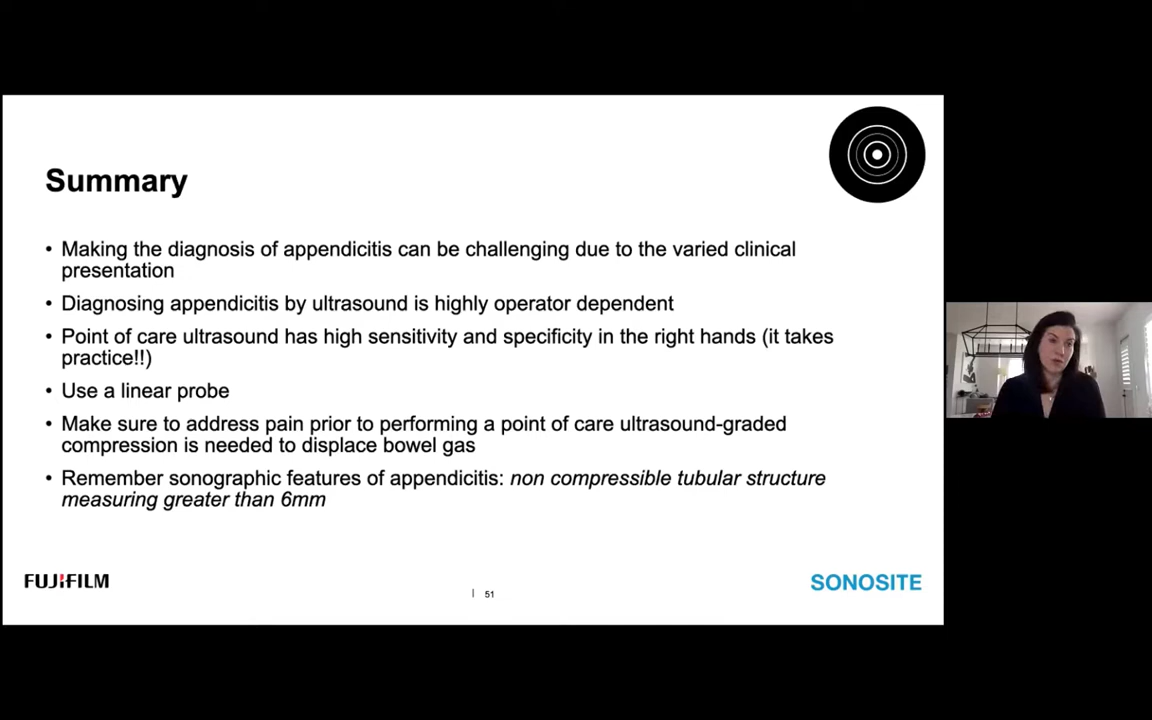 Summary
• Making the diagnosis of appendicitis can be challenging due to the varied clinical
presentation
• Diagnosing appendicitis by ultrasound is highly operator dependent
• Point of care ultrasound has high sensitivity and specificity in the right hands (it takes
practice!!)
• Use a linear probe
• Make sure to address pain prior to performing a point of care ultrasound-graded
compression is needed to displace bowel gas
• Remember sonographic features of appendicitis: non compressible tubular structure
measuring greater than 6mm
FUJIFILM
| 51
SONOSITE